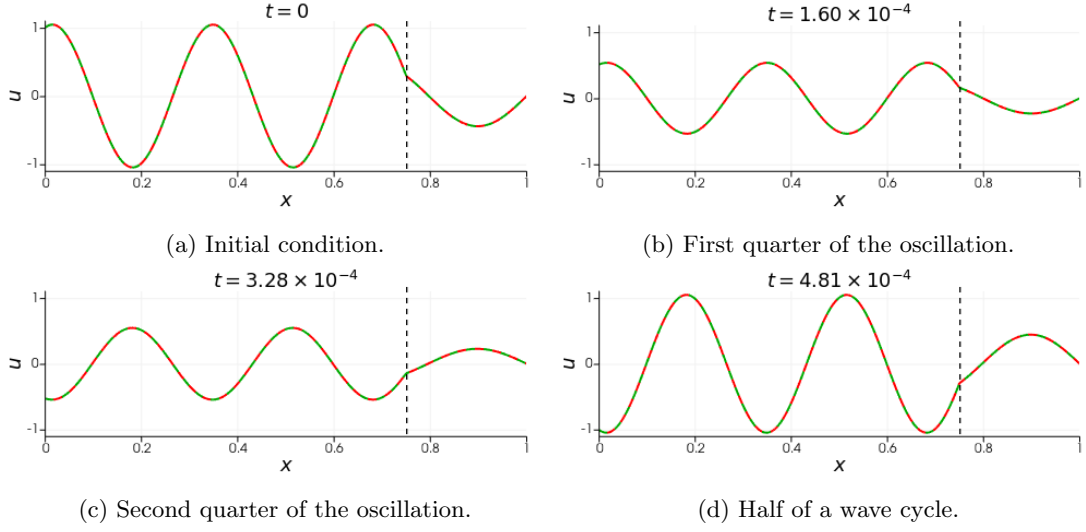 t = 0
1
0
-1
u
0
0.2
0.4
0.6
0.8
1
x
(a) Initial condition.
t = 1.60 × 10⁻⁴
1
0
-1
u
0
0.2
0.4
0.6
0.8
1
x
(b) First quarter of the oscillation.
t = 3.28 × 10⁻⁴
1
0
-1
u
0
0.2
0.4
0.6
0.8
1
x
(c) Second quarter of the oscillation.
t = 4.81 × 10⁻⁴
1
0
-1
u
0
0.2
0.4
0.6
0.8
1
x
(d) Half of a wave cycle.